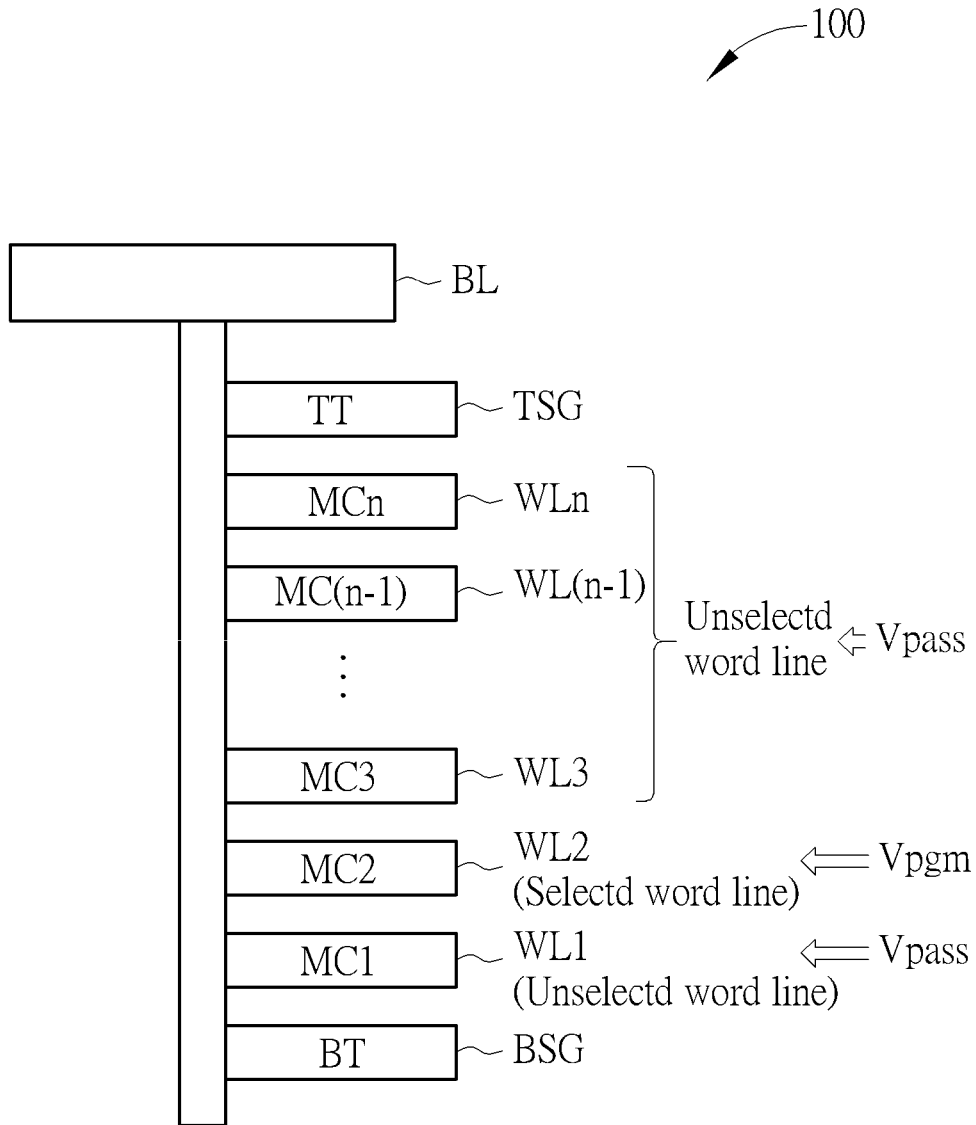 100
BL
TT TSG
MCn WLn
MC(n-1) WL(n-1)
Unselectd
word line
Vpass
⋮
MC3 WL3
MC2 WL2
(Selectd word line)
Vpgm
MC1 WL1
(Unselectd word line)
Vpass
BT BSG